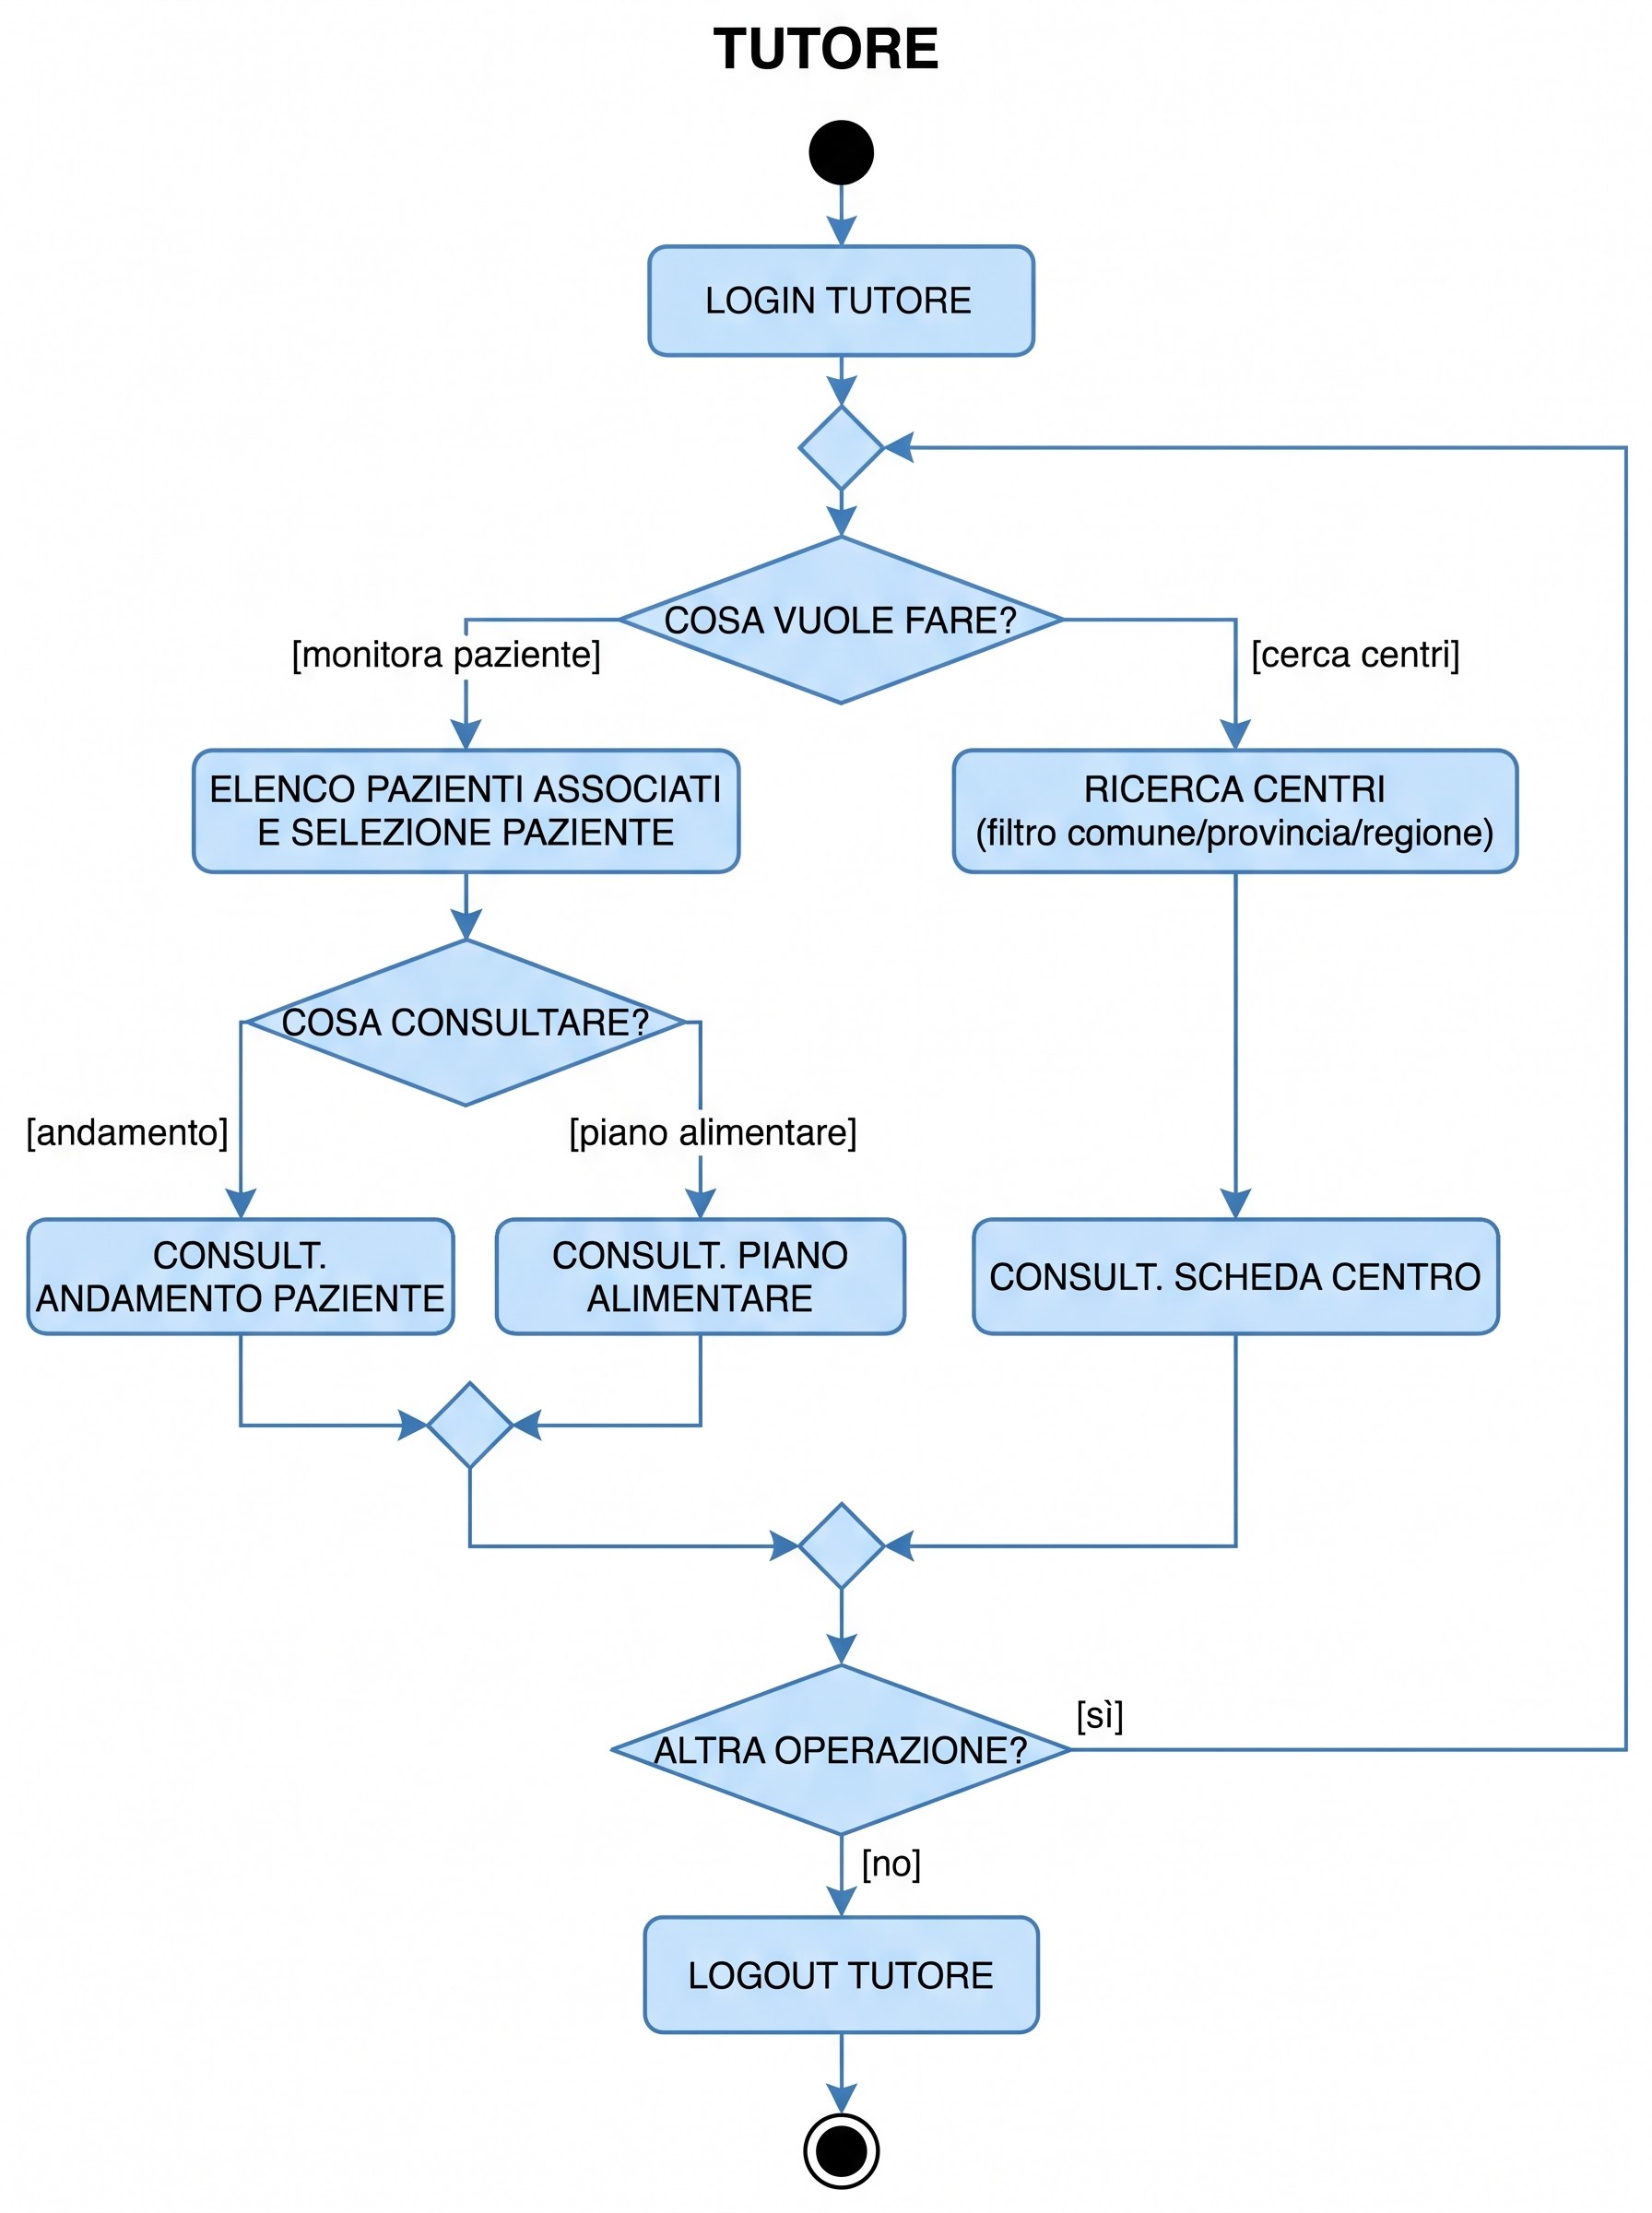 TUTORE
LOGIN TUTORE
COSA VUOLE FARE?
[monitora paziente]
[cerca centri]
ELENCO PAZIENTI ASSOCIATI
E SELEZIONE PAZIENTE
RICERCA CENTRI
(filtro comune/provincia/regione)
COSA CONSULTARE?
[andamento]
[piano alimentare]
CONSULT.
ANDAMENTO PAZIENTE
CONSULT. PIANO
ALIMENTARE
CONSULT. SCHEDA CENTRO
[sì]
ALTRA OPERAZIONE?
[no]
LOGOUT TUTORE